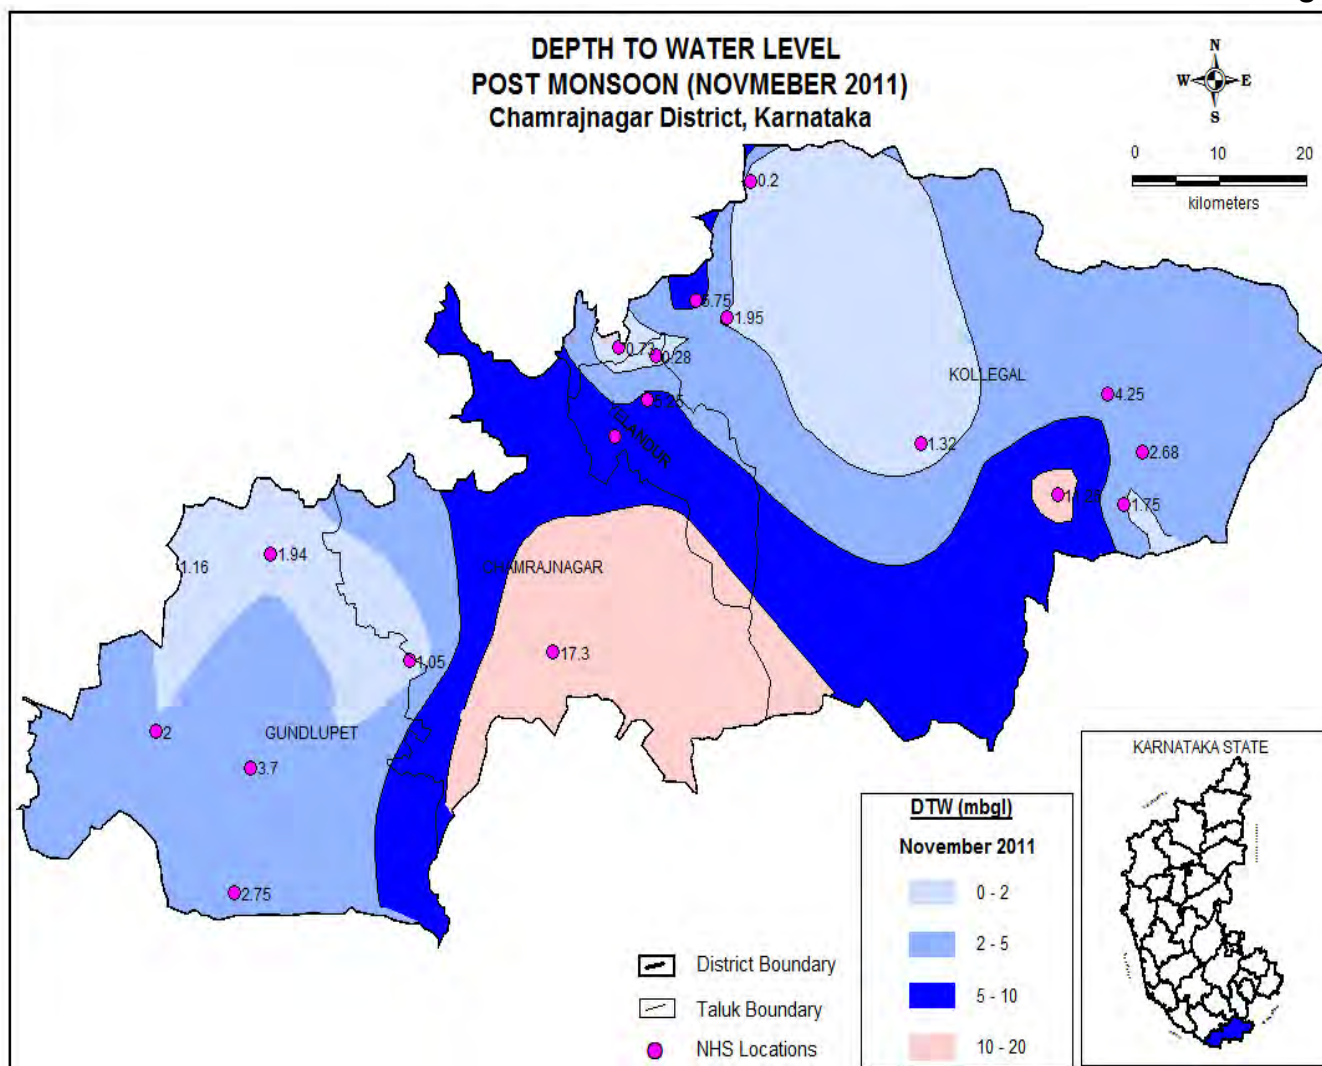 DEPTH TO WATER LEVEL
POST MONSOON (NOVMEBER 2011)
Chamrajnagar District, Karnataka
N
W E
S
0 10 20
kilometers
0.2
5.75
1.95
0.73
0.28
KOLLEGAL
4.25
YELANDUR
1.32
2.68
1.75
1.94
1.16
CHAMRAJNAGAR
17.3
1.05
2
GUNDLUPET
3.7
2.75
KARNATAKA STATE
DTW (mbgl)
November 2011
0 - 2
2 - 5
5 - 10
10 - 20
District Boundary
Taluk Boundary
NHS Locations